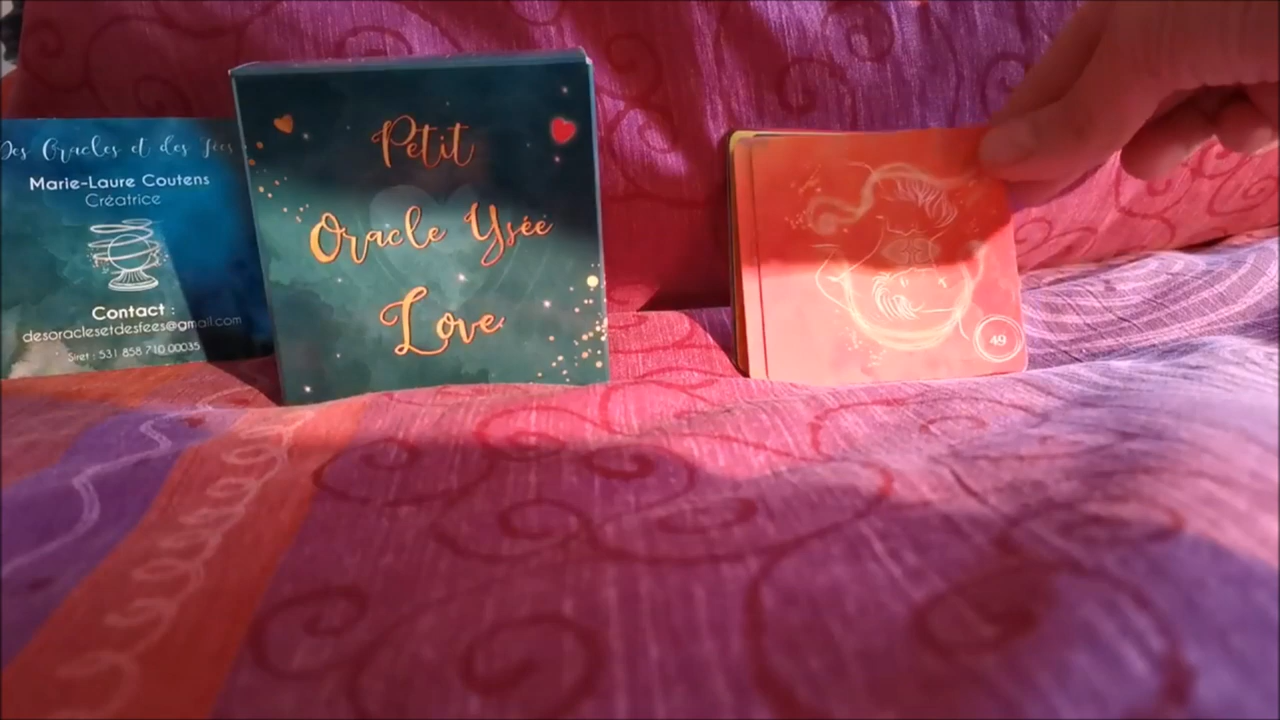 Des Oracles et des fées
Marie-Laure Coutens
Créatrice
Contact :
desoraclesetdesfees@gmail.com
Siret : 531 858 710 00035
Petit
Oracle Ysée
Love
49